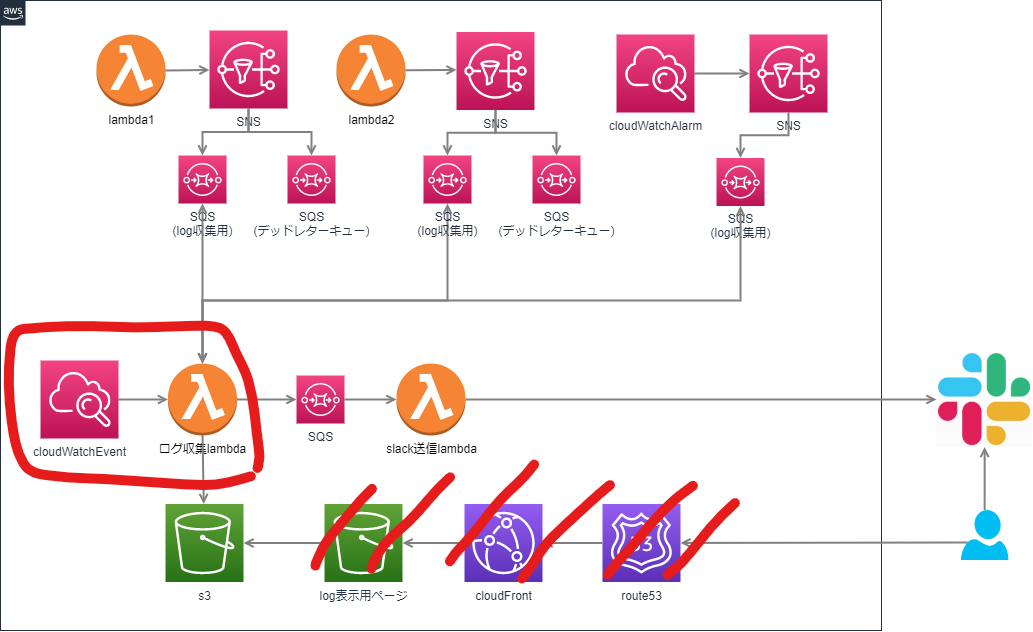 aws
lambda1
SNS
lambda2
SNS
cloudWatchAlarm
SNS
SQS
(log収集用)
SQS
(デッドレターキュー)
SQS
(log収集用)
SQS
(デッドレターキュー)
SQS
(log収集用)
cloudWatchEvent
ログ収集lambda
SQS
slack送信lambda
53
s3
log表示用ページ
cloudFront
route53